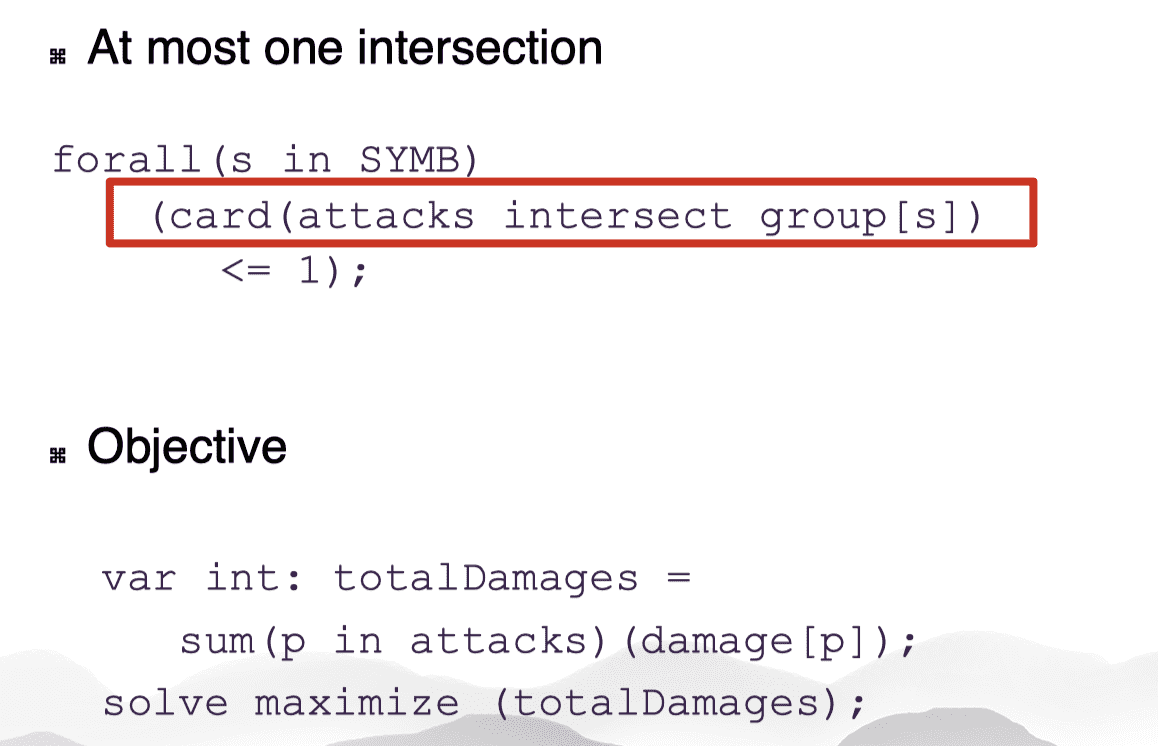 ⌘ At most one intersection
forall(s in SYMB)
(card(attacks intersect group[s])
<= 1);
⌘ Objective
var int: totalDamages =
sum(p in attacks)(damage[p]);
solve maximize (totalDamages);